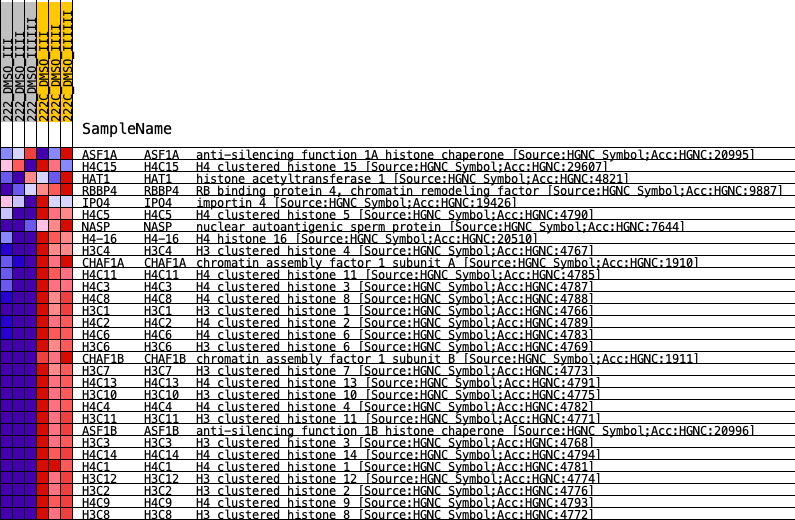 222_DMSO_III
222_DMSO_IIII
222_DMSO_IIIIII
222C_DMSO_III
222C_DMSO_IIII
222C_DMSO_IIIIII
SampleName
ASF1A ASF1A anti-silencing function 1A histone chaperone [Source:HGNC Symbol;Acc:HGNC:20995]
H4C15 H4C15 H4 clustered histone 15 [Source:HGNC Symbol;Acc:HGNC:29607]
HAT1 HAT1 histone acetyltransferase 1 [Source:HGNC Symbol;Acc:HGNC:4821]
RBBP4 RBBP4 RB binding protein 4, chromatin remodeling factor [Source:HGNC Symbol;Acc:HGNC:9887]
IPO4 IPO4 importin 4 [Source:HGNC Symbol;Acc:HGNC:19426]
H4C5 H4C5 H4 clustered histone 5 [Source:HGNC Symbol;Acc:HGNC:4790]
NASP NASP nuclear autoantigenic sperm protein [Source:HGNC Symbol;Acc:HGNC:7644]
H4-16 H4-16 H4 histone 16 [Source:HGNC Symbol;Acc:HGNC:20510]
H3C4 H3C4 H3 clustered histone 4 [Source:HGNC Symbol;Acc:HGNC:4767]
CHAF1A CHAF1A chromatin assembly factor 1 subunit A [Source:HGNC Symbol;Acc:HGNC:1910]
H4C11 H4C11 H4 clustered histone 11 [Source:HGNC Symbol;Acc:HGNC:4785]
H4C3 H4C3 H4 clustered histone 3 [Source:HGNC Symbol;Acc:HGNC:4787]
H4C8 H4C8 H4 clustered histone 8 [Source:HGNC Symbol;Acc:HGNC:4788]
H3C1 H3C1 H3 clustered histone 1 [Source:HGNC Symbol;Acc:HGNC:4766]
H4C2 H4C2 H4 clustered histone 2 [Source:HGNC Symbol;Acc:HGNC:4789]
H4C6 H4C6 H4 clustered histone 6 [Source:HGNC Symbol;Acc:HGNC:4783]
H3C6 H3C6 H3 clustered histone 6 [Source:HGNC Symbol;Acc:HGNC:4769]
CHAF1B CHAF1B chromatin assembly factor 1 subunit B [Source:HGNC Symbol;Acc:HGNC:1911]
H3C7 H3C7 H3 clustered histone 7 [Source:HGNC Symbol;Acc:HGNC:4773]
H4C13 H4C13 H4 clustered histone 13 [Source:HGNC Symbol;Acc:HGNC:4791]
H3C10 H3C10 H3 clustered histone 10 [Source:HGNC Symbol;Acc:HGNC:4775]
H4C4 H4C4 H4 clustered histone 4 [Source:HGNC Symbol;Acc:HGNC:4782]
H3C11 H3C11 H3 clustered histone 11 [Source:HGNC Symbol;Acc:HGNC:4771]
ASF1B ASF1B anti-silencing function 1B histone chaperone [Source:HGNC Symbol;Acc:HGNC:20996]
H3C3 H3C3 H3 clustered histone 3 [Source:HGNC Symbol;Acc:HGNC:4768]
H4C14 H4C14 H4 clustered histone 14 [Source:HGNC Symbol;Acc:HGNC:4794]
H4C1 H4C1 H4 clustered histone 1 [Source:HGNC Symbol;Acc:HGNC:4781]
H3C12 H3C12 H3 clustered histone 12 [Source:HGNC Symbol;Acc:HGNC:4774]
H3C2 H3C2 H3 clustered histone 2 [Source:HGNC Symbol;Acc:HGNC:4776]
H4C9 H4C9 H4 clustered histone 9 [Source:HGNC Symbol;Acc:HGNC:4793]
H3C8 H3C8 H3 clustered histone 8 [Source:HGNC Symbol;Acc:HGNC:4772]